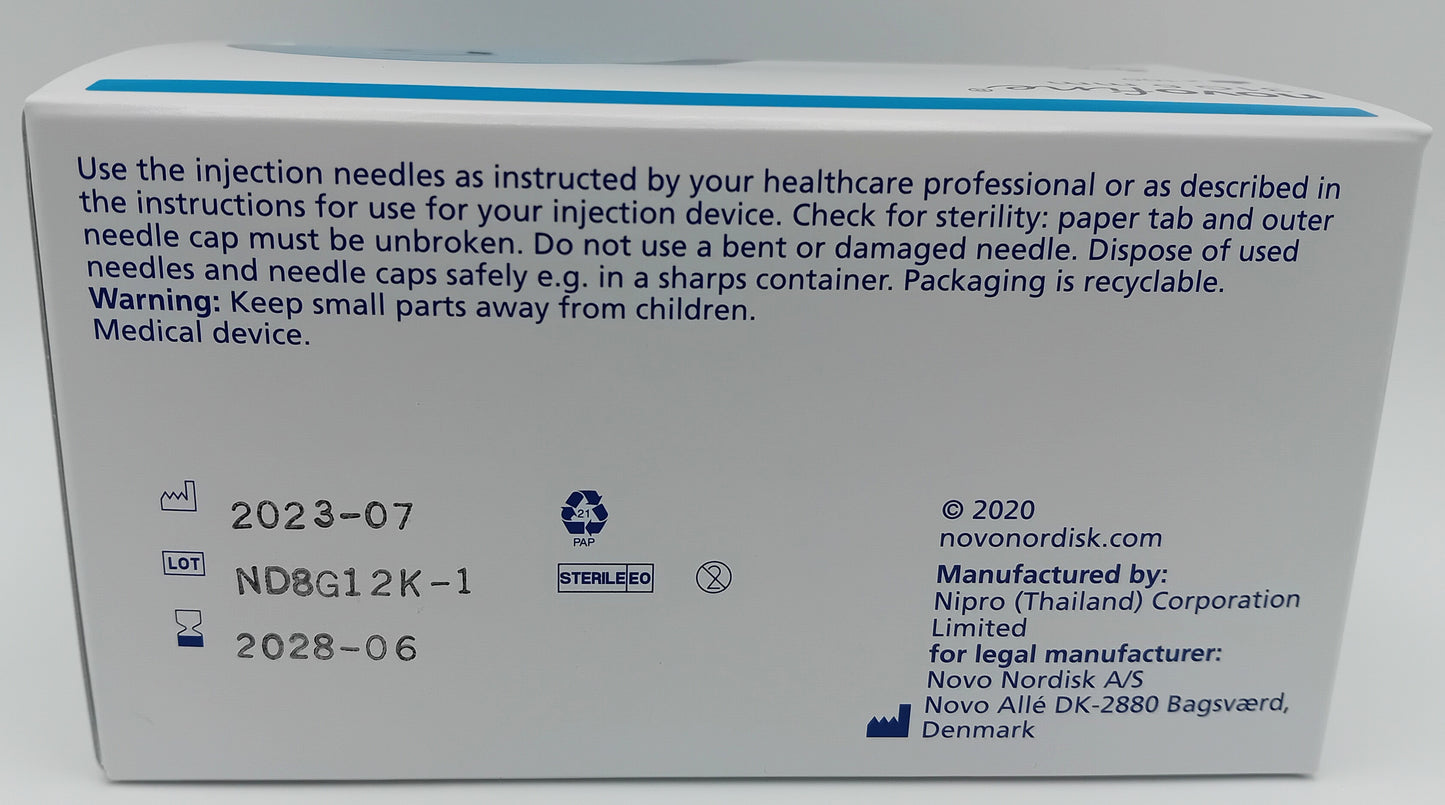 novofine®
Use the injection needles as instructed by your healthcare professional or as described in
the instructions for use for your injection device. Check for sterility: paper tab and outer
needle cap must be unbroken. Do not use a bent or damaged needle. Dispose of used
needles and needle caps safely e.g. in a sharps container. Packaging is recyclable.
Warning: Keep small parts away from children.
Medical device.
2023-07
LOT ND8G12K-1
2028-06
21
PAP
STERILE EO
2
© 2020
novonordisk.com
Manufactured by:
Nipro (Thailand) Corporation
Limited
for legal manufacturer:
Novo Nordisk A/S
Novo Allé DK-2880 Bagsværd,
Denmark